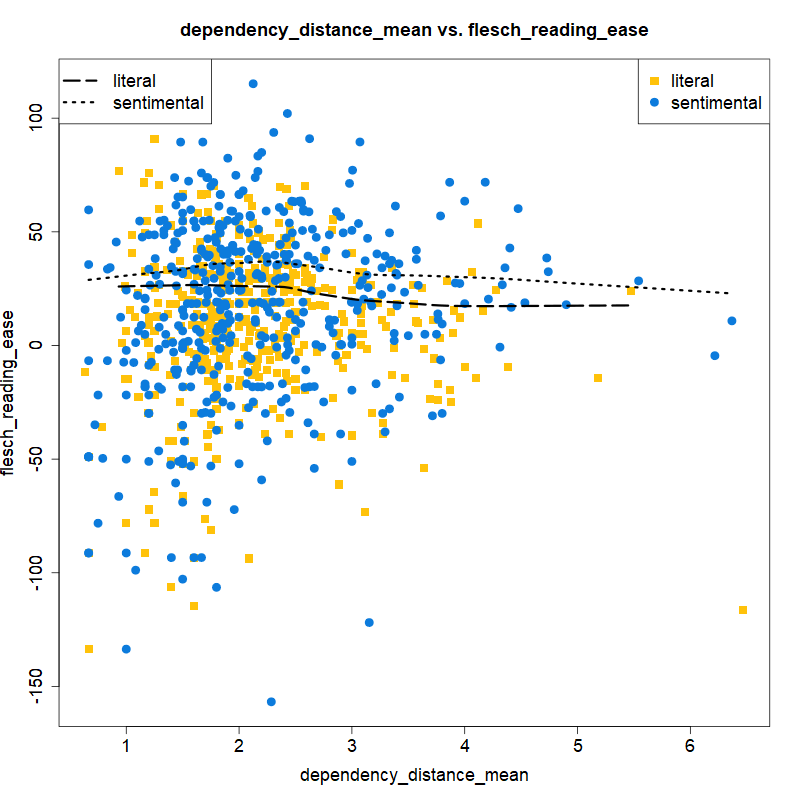 dependency_distance_mean vs. flesch_reading_ease
literal
sentimental
literal
sentimental
flesch_reading_ease
100
50
0
-50
-100
-150
1 2 3 4 5 6
dependency_distance_mean